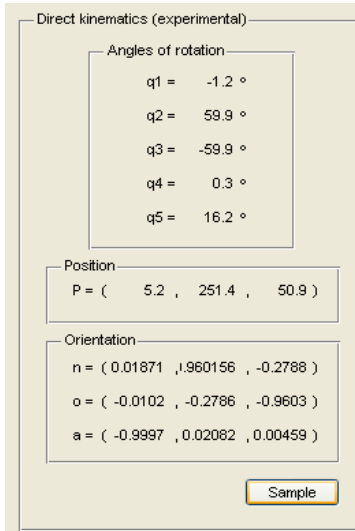 Direct kinematics (experimental)
Angles of rotation
q1 = -1.2 °
q2 = 59.9 °
q3 = -59.9 °
q4 = 0.3 °
q5 = 16.2 °
Position
P = ( 5.2 , 251.4 , 50.9 )
Orientation
n = ( 0.01871 , .960156 , -0.2788 )
o = ( -0.0102 , -0.2786 , -0.9603 )
a = ( -0.9997 , 0.02082 , 0.00459 )
Sample